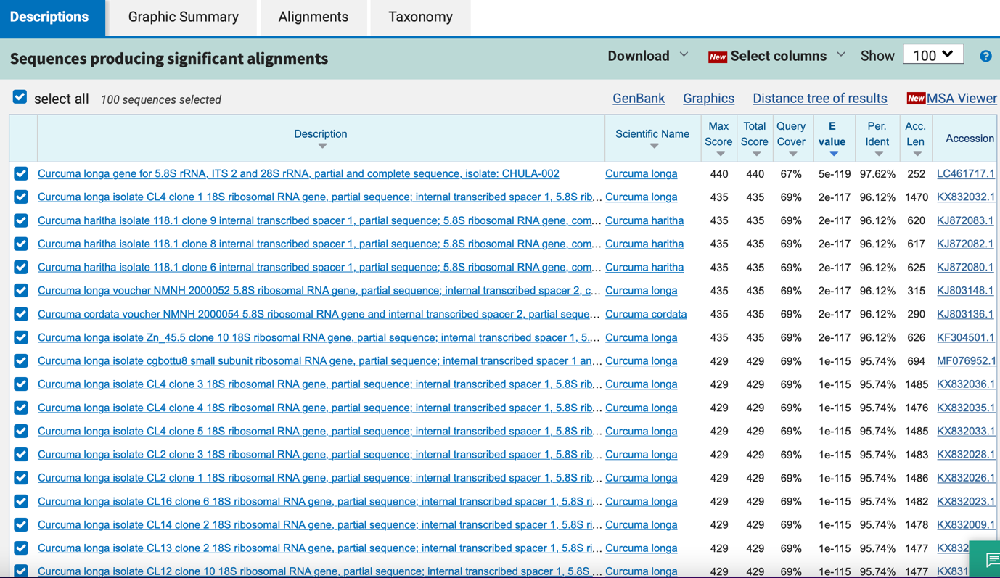 Descriptions Graphic Summary Alignments Taxonomy
Sequences producing significant alignments Download New Select columns Show 100 ?
select all 100 sequences selected GenBank Graphics Distance tree of results New MSA Viewer
Description Scientific Name Max Score Total Score Query Cover E value Per. Ident Acc. Len Accession
Curcuma longa gene for 5.8S rRNA, ITS 2 and 28S rRNA, partial and complete sequence, isolate: CHULA-002 Curcuma longa 440 440 67% 5e-119 97.62% 252 LC461717.1
Curcuma longa isolate CL4 clone 1 18S ribosomal RNA gene, partial sequence; internal transcribed spacer 1, 5.8S rib... Curcuma longa 435 435 69% 2e-117 96.12% 1470 KX832032.1
Curcuma haritha isolate 118.1 clone 9 internal transcribed spacer 1, partial sequence; 5.8S ribosomal RNA gene, com... Curcuma haritha 435 435 69% 2e-117 96.12% 620 KJ872083.1
Curcuma haritha isolate 118.1 clone 8 internal transcribed spacer 1, partial sequence; 5.8S ribosomal RNA gene, com... Curcuma haritha 435 435 69% 2e-117 96.12% 617 KJ872082.1
Curcuma haritha isolate 118.1 clone 6 internal transcribed spacer 1, partial sequence; 5.8S ribosomal RNA gene, com... Curcuma haritha 435 435 69% 2e-117 96.12% 625 KJ872080.1
Curcuma longa voucher NMNH 2000052 5.8S ribosomal RNA gene, partial sequence; internal transcribed spacer 2, c... Curcuma longa 435 435 69% 2e-117 96.12% 315 KJ803148.1
Curcuma cordata voucher NMNH 2000054 5.8S ribosomal RNA gene and internal transcribed spacer 2, partial seque... Curcuma cordata 435 435 69% 2e-117 96.12% 290 KJ803136.1
Curcuma longa isolate Zn_45.5 clone 10 18S ribosomal RNA gene, partial sequence; internal transcribed spacer 1, 5.... Curcuma longa 435 435 69% 2e-117 96.12% 626 KF304501.1
Curcuma longa isolate cgbottu8 small subunit ribosomal RNA gene, partial sequence; internal transcribed spacer 1 an... Curcuma longa 429 429 69% 1e-115 95.74% 694 MF076952.1
Curcuma longa isolate CL4 clone 3 18S ribosomal RNA gene, partial sequence; internal transcribed spacer 1, 5.8S rib... Curcuma longa 429 429 69% 1e-115 95.74% 1485 KX832036.1
Curcuma longa isolate CL4 clone 4 18S ribosomal RNA gene, partial sequence; internal transcribed spacer 1, 5.8S rib... Curcuma longa 429 429 69% 1e-115 95.74% 1476 KX832035.1
Curcuma longa isolate CL4 clone 5 18S ribosomal RNA gene, partial sequence; internal transcribed spacer 1, 5.8S rib... Curcuma longa 429 429 69% 1e-115 95.74% 1485 KX832033.1
Curcuma longa isolate CL2 clone 3 18S ribosomal RNA gene, partial sequence; internal transcribed spacer 1, 5.8S rib... Curcuma longa 429 429 69% 1e-115 95.74% 1483 KX832028.1
Curcuma longa isolate CL2 clone 1 18S ribosomal RNA gene, partial sequence; internal transcribed spacer 1, 5.8S rib... Curcuma longa 429 429 69% 1e-115 95.74% 1486 KX832026.1
Curcuma longa isolate CL16 clone 6 18S ribosomal RNA gene, partial sequence; internal transcribed spacer 1, 5.8S ri... Curcuma longa 429 429 69% 1e-115 95.74% 1482 KX832023.1
Curcuma longa isolate CL14 clone 2 18S ribosomal RNA gene, partial sequence; internal transcribed spacer 1, 5.8S ri... Curcuma longa 429 429 69% 1e-115 95.74% 1478 KX832009.1
Curcuma longa isolate CL13 clone 2 18S ribosomal RNA gene, partial sequence; internal transcribed spacer 1, 5.8S ri... Curcuma longa 429 429 69% 1e-115 95.74% 1477 KX832
Curcuma longa isolate CL12 clone 10 18S ribosomal RNA gene, partial sequence; internal transcribed spacer 1, 5.8S ... Curcuma longa 429 429 69% 1e-115 95.74% 1477 KX831